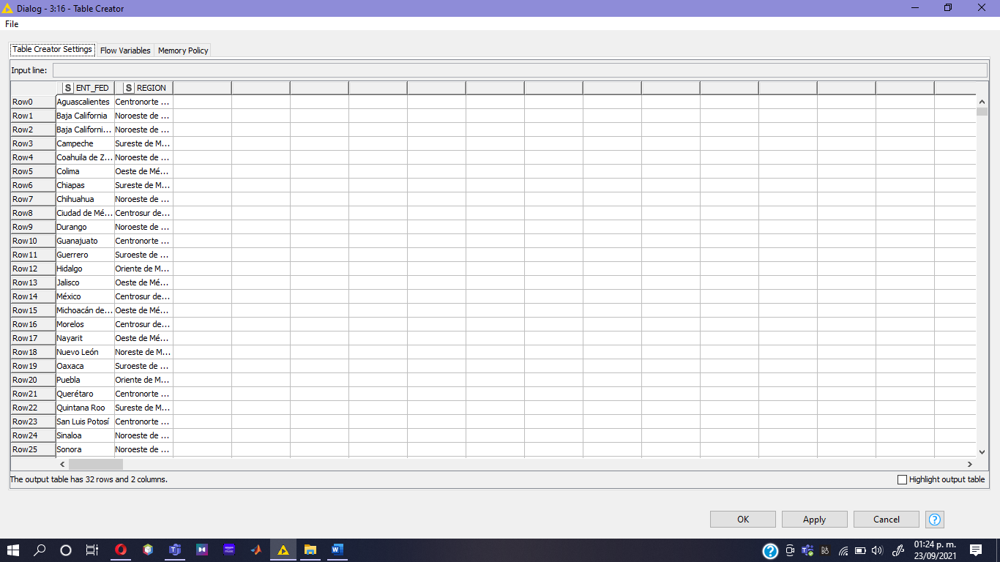 Dialog - 3:16 - Table Creator
File
Table Creator Settings Flow Variables Memory Policy
Input line:
S ENT_FED S REGION
Row0 Aguascalientes Centronorte ...
Row1 Baja California Noroeste de ...
Row2 Baja Californi... Noroeste de ...
Row3 Campeche Sureste de M...
Row4 Coahuila de Z... Noroeste de ...
Row5 Colima Oeste de Mé...
Row6 Chiapas Sureste de M...
Row7 Chihuahua Noroeste de ...
Row8 Ciudad de Mé... Centrosur de...
Row9 Durango Noroeste de ...
Row10 Guanajuato Centronorte ...
Row11 Guerrero Suroeste de ...
Row12 Hidalgo Oriente de M...
Row13 Jalisco Oeste de Mé...
Row14 México Centrosur de...
Row15 Michoacán de... Oeste de Mé...
Row16 Morelos Centrosur de...
Row17 Nayarit Oeste de Mé...
Row18 Nuevo León Noreste de M...
Row19 Oaxaca Suroeste de ...
Row20 Puebla Oriente de M...
Row21 Querétaro Centronorte ...
Row22 Quintana Roo Sureste de M...
Row23 San Luis Potosí Centronorte ...
Row24 Sinaloa Noroeste de ...
Row25 Sonora Noroeste de ...
The output table has 32 rows and 2 columns. Highlight output table
OK Apply Cancel ?
01:24 p. m.
23/09/2021